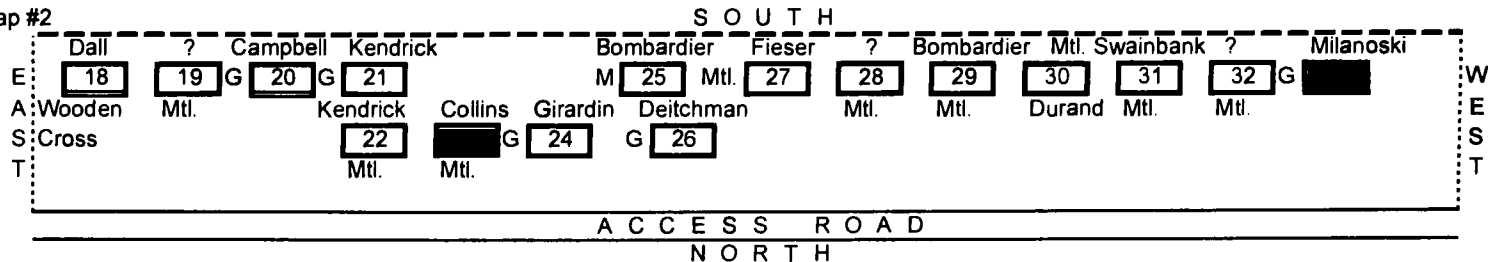 ap #2
S O U T H
Dall ? Campbell Kendrick Bombardier Fieser ? Bombardier Mtl. Swainbank ? Milanoski
E 18 19 G 20 G 21 M 25 Mtl. 27 28 29 30 31 32 G W
A Wooden Mtl. Kendrick Collins Girardin Deitchman Mtl. Mtl. Durand Mtl. Mtl. E
S Cross 22 G 24 G 26 S
T Mtl. Mtl. T
A C C E S S R O A D
N O R T H